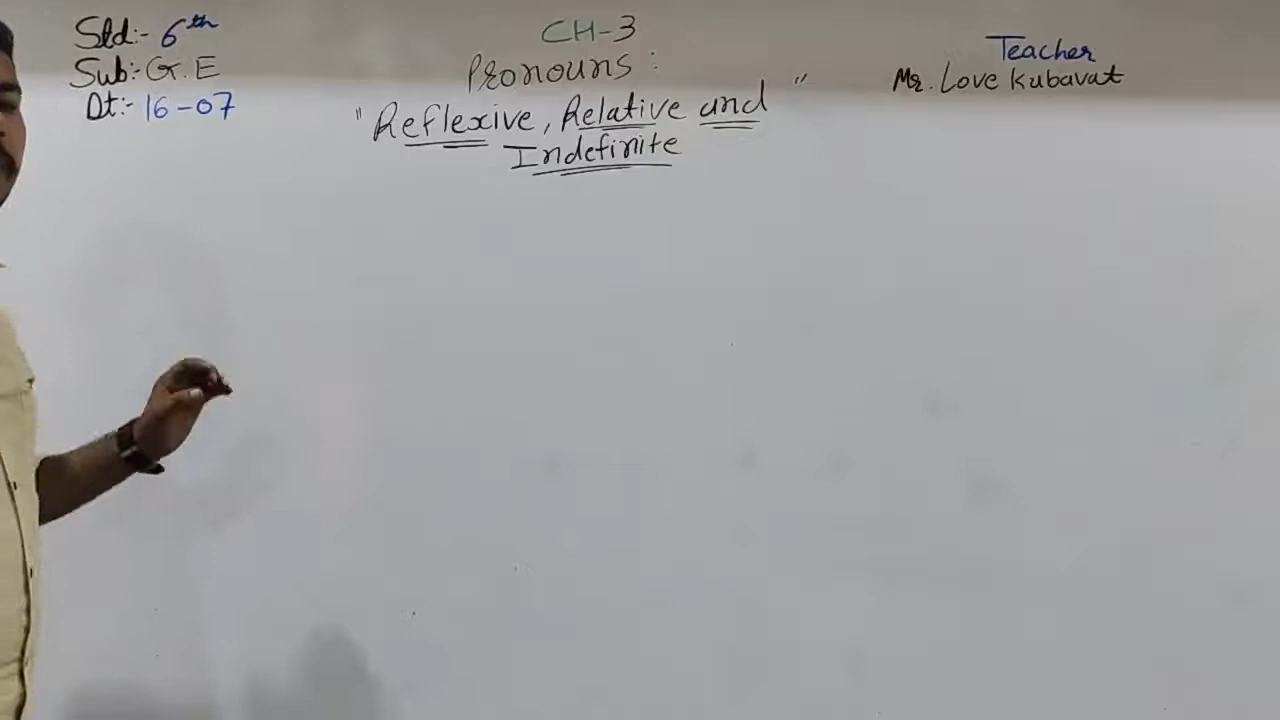 Std:- 6th
Sub:- G.E
Dt:- 16-07
CH-3
Pronouns:
"Reflexive, Relative and"
Indefinite
Teacher
Mr. Love Kubavat